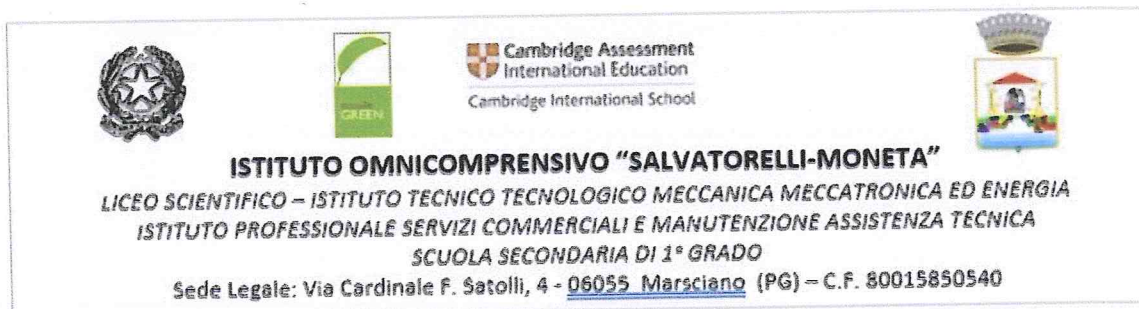 Cambridge Assessment
International Education
Cambridge International School
GREEN
ISTITUTO OMNICOMPRENSIVO "SALVATORELLI-MONETA"
LICEO SCIENTIFICO – ISTITUTO TECNICO TECNOLOGICO MECCANICA MECCATRONICA ED ENERGIA
ISTITUTO PROFESSIONALE SERVIZI COMMERCIALI E MANUTENZIONE ASSISTENZA TECNICA
SCUOLA SECONDARIA DI 1° GRADO
Sede Legale: Via Cardinale F. Satolli, 4 - 06055 Marsciano (PG) – C.F. 80015850540